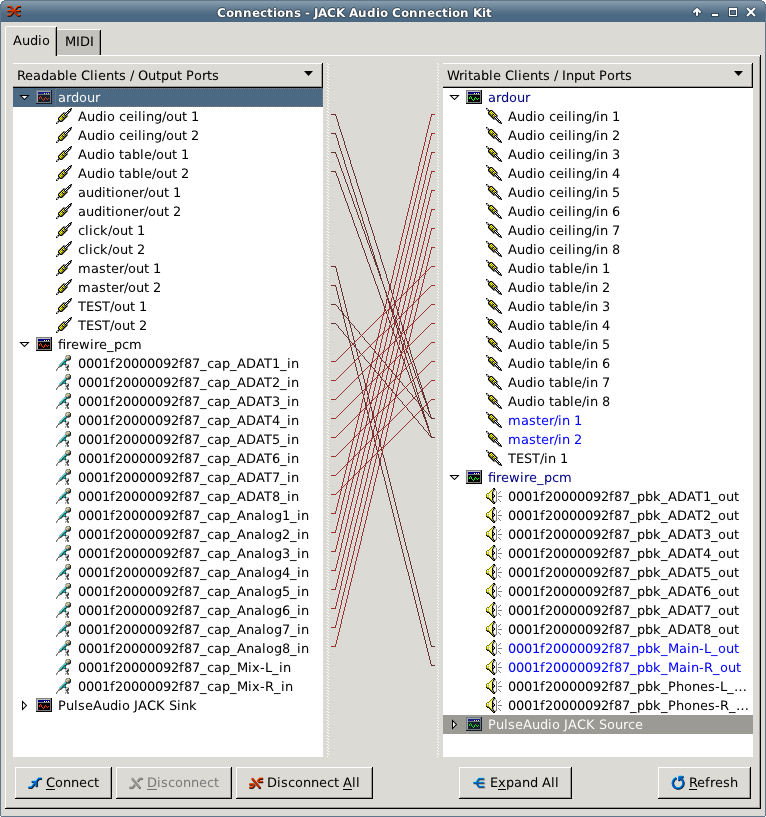 Connections - JACK Audio Connection Kit
Audio
MIDI
Readable Clients / Output Ports
ardour
Audio ceiling/out 1
Audio ceiling/out 2
Audio table/out 1
Audio table/out 2
auditioner/out 1
auditioner/out 2
click/out 1
click/out 2
master/out 1
master/out 2
TEST/out 1
TEST/out 2
firewire_pcm
0001f20000092f87_cap_ADAT1_in
0001f20000092f87_cap_ADAT2_in
0001f20000092f87_cap_ADAT3_in
0001f20000092f87_cap_ADAT4_in
0001f20000092f87_cap_ADAT5_in
0001f20000092f87_cap_ADAT6_in
0001f20000092f87_cap_ADAT7_in
0001f20000092f87_cap_ADAT8_in
0001f20000092f87_cap_Analog1_in
0001f20000092f87_cap_Analog2_in
0001f20000092f87_cap_Analog3_in
0001f20000092f87_cap_Analog4_in
0001f20000092f87_cap_Analog5_in
0001f20000092f87_cap_Analog6_in
0001f20000092f87_cap_Analog7_in
0001f20000092f87_cap_Analog8_in
0001f20000092f87_cap_Mix-L_in
0001f20000092f87_cap_Mix-R_in
PulseAudio JACK Sink
Writable Clients / Input Ports
ardour
Audio ceiling/in 1
Audio ceiling/in 2
Audio ceiling/in 3
Audio ceiling/in 4
Audio ceiling/in 5
Audio ceiling/in 6
Audio ceiling/in 7
Audio ceiling/in 8
Audio table/in 1
Audio table/in 2
Audio table/in 3
Audio table/in 4
Audio table/in 5
Audio table/in 6
Audio table/in 7
Audio table/in 8
master/in 1
master/in 2
TEST/in 1
firewire_pcm
0001f20000092f87_pbk_ADAT1_out
0001f20000092f87_pbk_ADAT2_out
0001f20000092f87_pbk_ADAT3_out
0001f20000092f87_pbk_ADAT4_out
0001f20000092f87_pbk_ADAT5_out
0001f20000092f87_pbk_ADAT6_out
0001f20000092f87_pbk_ADAT7_out
0001f20000092f87_pbk_ADAT8_out
0001f20000092f87_pbk_Main-L_out
0001f20000092f87_pbk_Main-R_out
0001f20000092f87_pbk_Phones-L_...
0001f20000092f87_pbk_Phones-R_...
PulseAudio JACK Source
Connect
Disconnect
Disconnect All
Expand All
Refresh